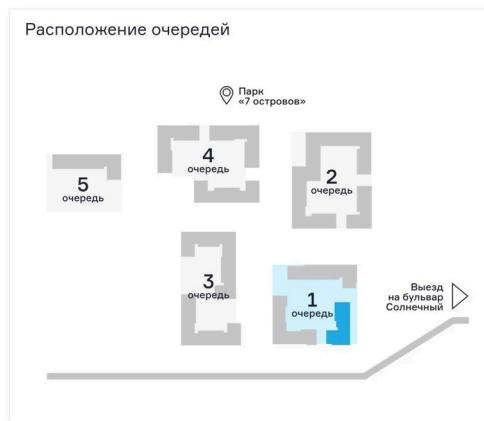 Расположение очередей
Парк
«7 островов»
4
очередь
2
очередь
5
очередь
3
очередь
1
очередь
Выезд
на бульвар
Солнечный